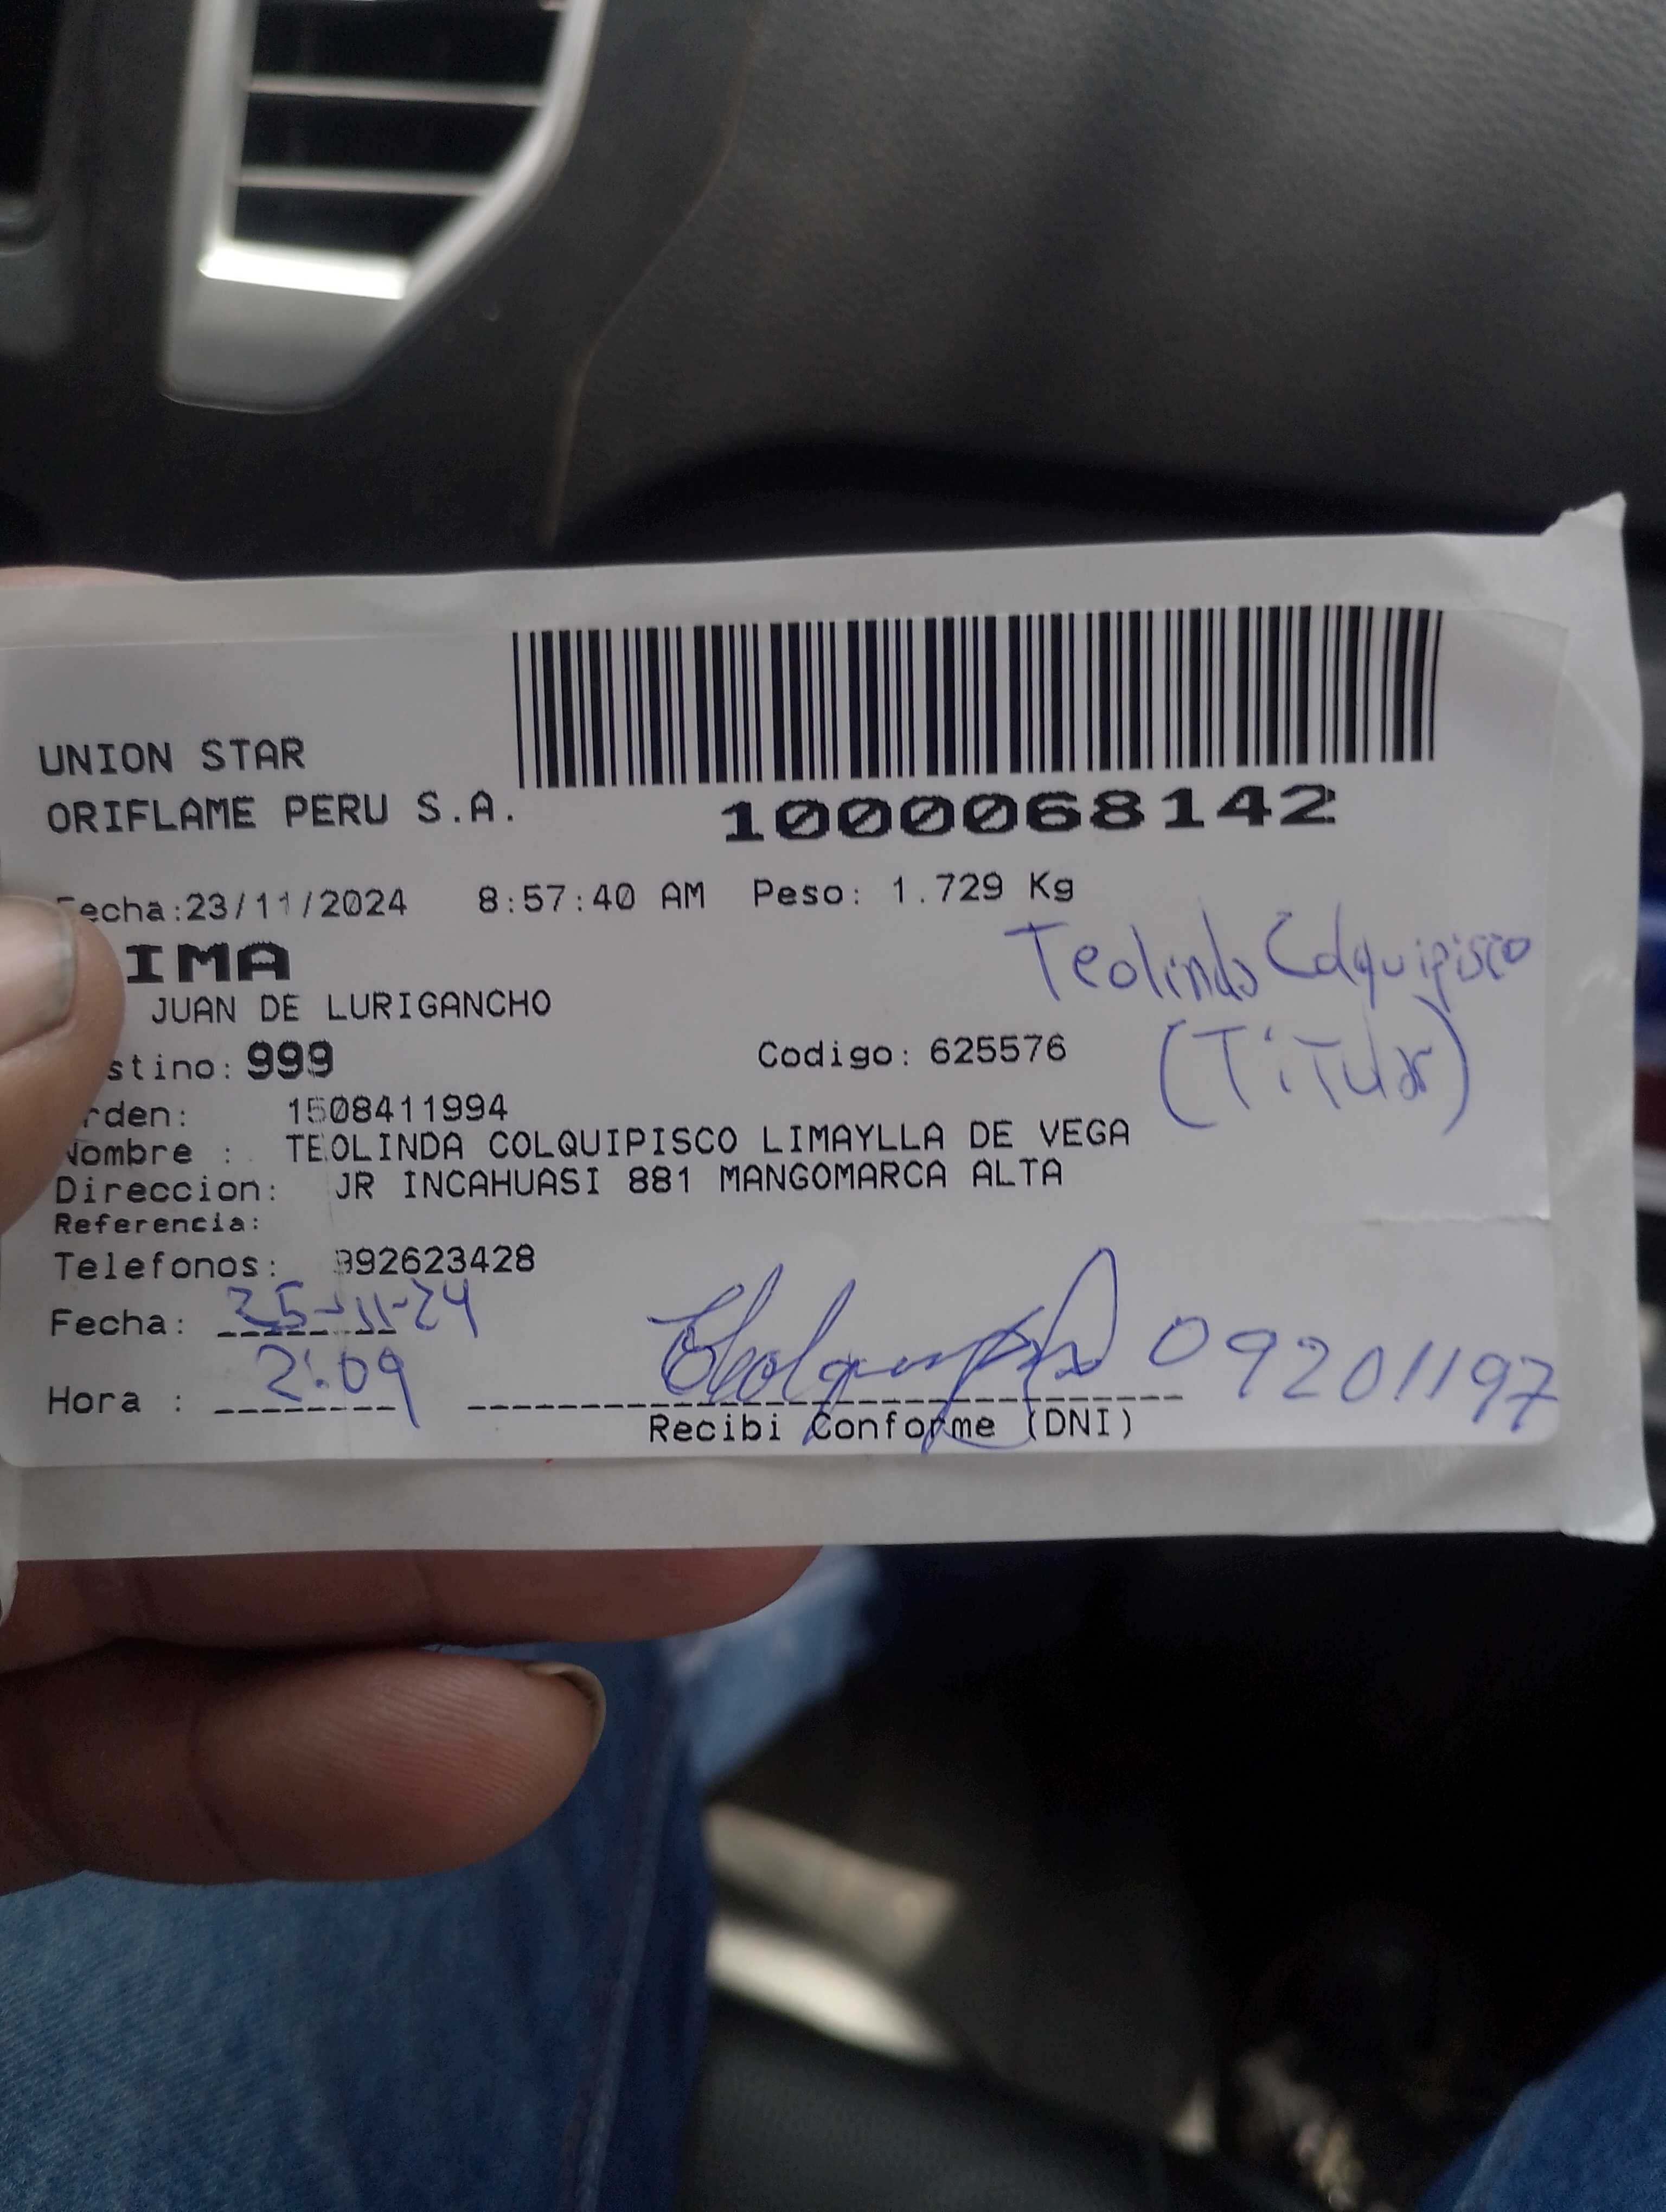 UNION STAR
ORIFLAME PERU S.A.
1000068142
Fecha:23/11/2024 8:57:40 AM Peso: 1.729 Kg
IMA
JUAN DE LURIGANCHO
Teolinda Colquipisco
(Titular)
stino: 999 Codigo: 625576
rden: 1508411994
Nombre : TEOLINDA COLQUIPISCO LIMAYLLA DE VEGA
Direccion: JR INCAHUASI 881 MANGOMARCA ALTA
Referencia:
Telefonos: 992623428
Fecha: 25-11-24
Hora : 2:09
09201197
Recibi Conforme (DNI)